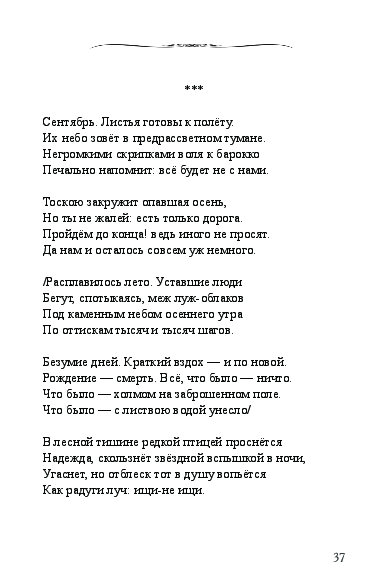 ***
Сентябрь. Листья готовы к полёту.
Их небо зовёт в предрассветном тумане.
Негромкими скрипками воля к барокко
Печально напомнит: всё будет не с нами.
Тоскою закружит опавшая осень,
Но ты не жалей: есть только дорога.
Пройдём до конца! ведь иного не просят.
Да нам и осталось совсем уж немного.
/Расплавилось лето. Уставшие люди
Бегут, спотыкаясь, меж луж-облаков
Под каменным небом осеннего утра
По оттискам тысяч и тысяч шагов.
Безумие дней. Краткий вздох — и по новой.
Рождение — смерть. Всё, что было — ничто.
Что было — холмом на заброшенном поле.
Что было — с листвою водой унесло/
В лесной тишине редкой птицей проснётся
Надежда, скользнёт звёздной вспышкой в ночи,
Угаснет, но отблеск тот в душу вопьётся
Как радуги луч: ищи-не ищи.
37